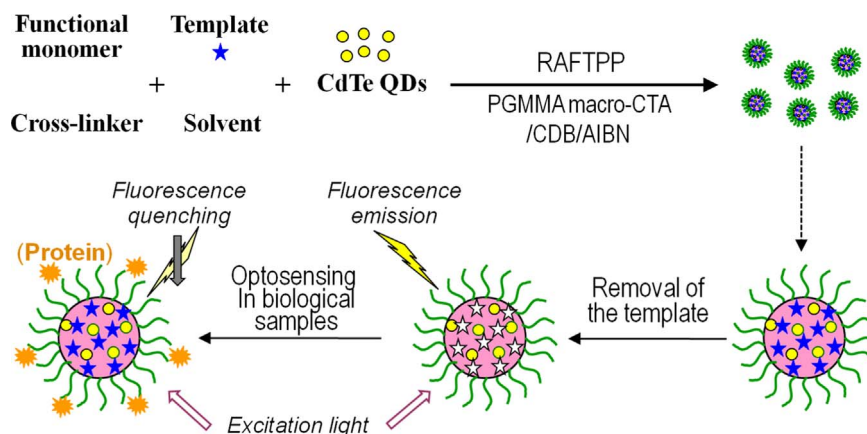 Functional
monomer
Template
+
+
CdTe QDs
Cross-linker
Solvent
RAFTPP
PGMMA macro-CTA
/CDB/AIBN
Fluorescence
quenching
Fluorescence
emission
(Protein)
Optosensing
In biological
samples
Removal of
the template
Excitation light